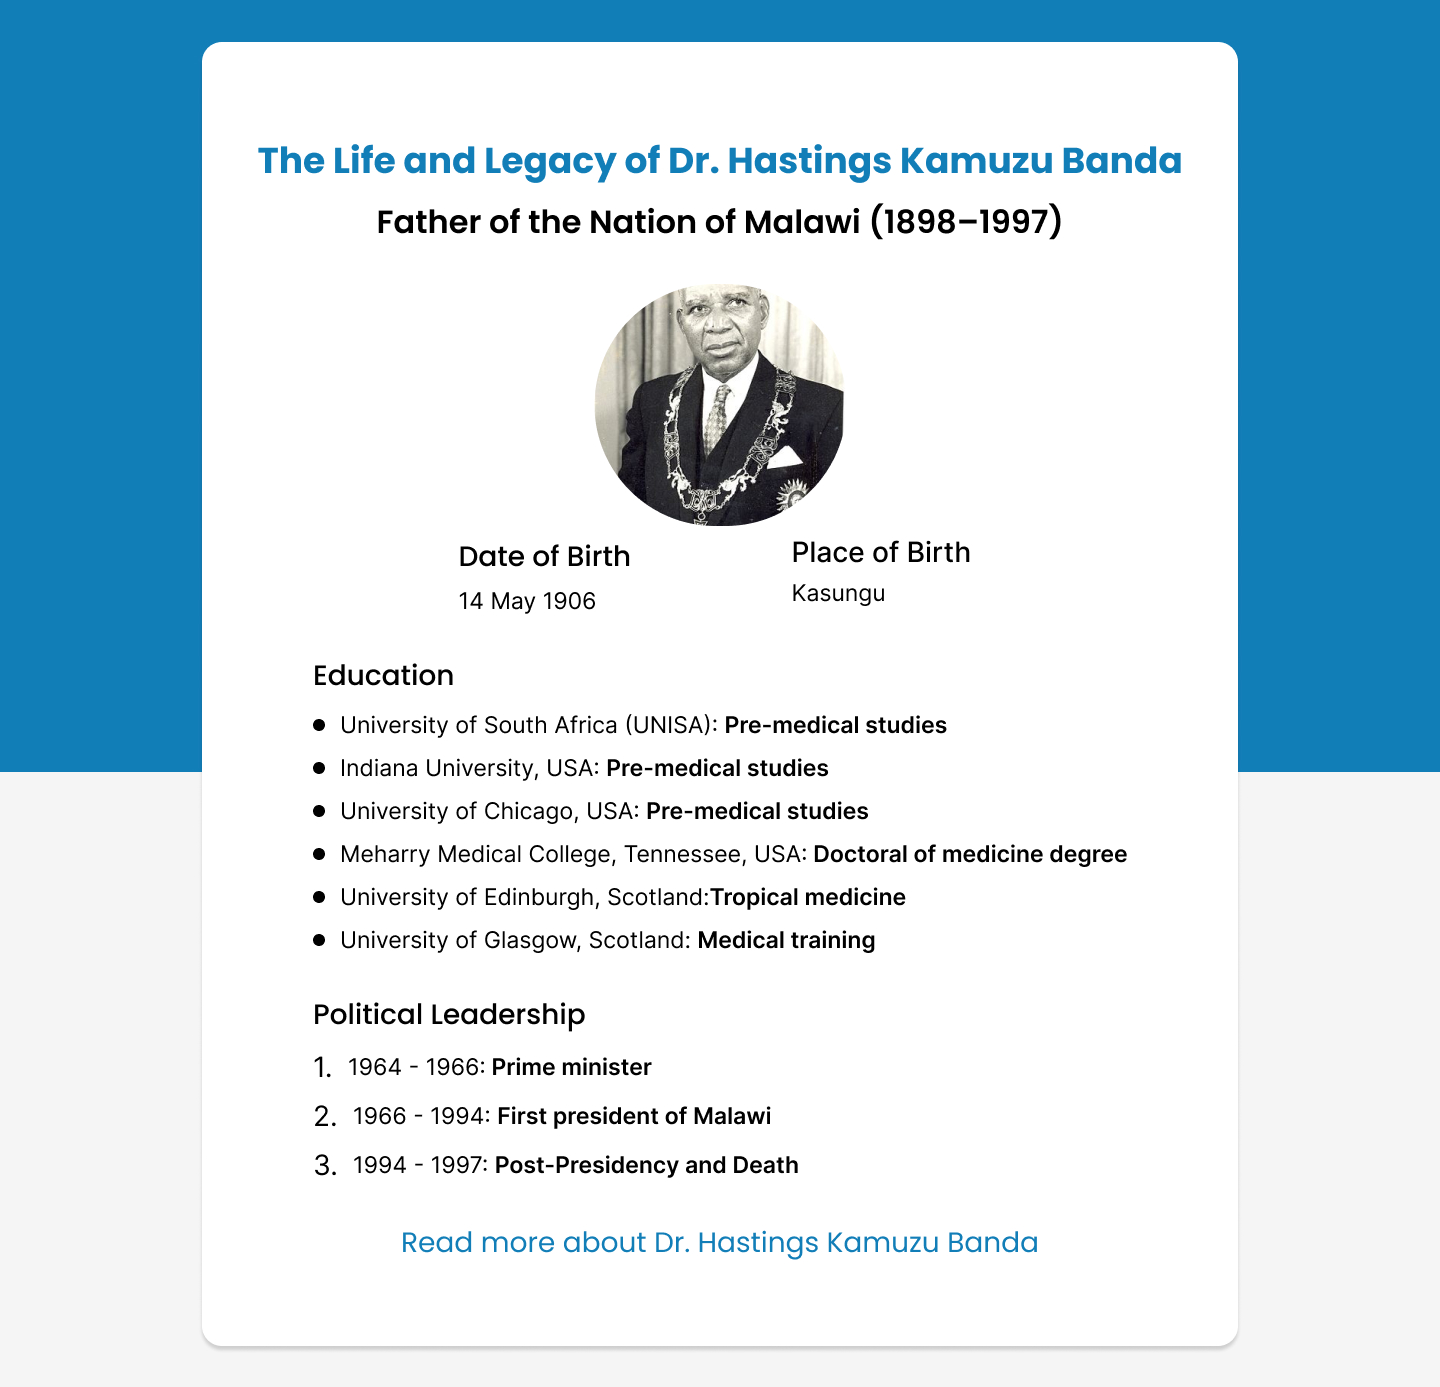 The Life and Legacy of Dr. Hastings Kamuzu Banda
Father of the Nation of Malawi (1898–1997)
Date of Birth
14 May 1906
Place of Birth
Kasungu
Education
● University of South Africa (UNISA): Pre-medical studies
● Indiana University, USA: Pre-medical studies
● University of Chicago, USA: Pre-medical studies
● Meharry Medical College, Tennessee, USA: Doctoral of medicine degree
● University of Edinburgh, Scotland:Tropical medicine
● University of Glasgow, Scotland: Medical training
Political Leadership
1. 1964 - 1966: Prime minister
2. 1966 - 1994: First president of Malawi
3. 1994 - 1997: Post-Presidency and Death
Read more about Dr. Hastings Kamuzu Banda